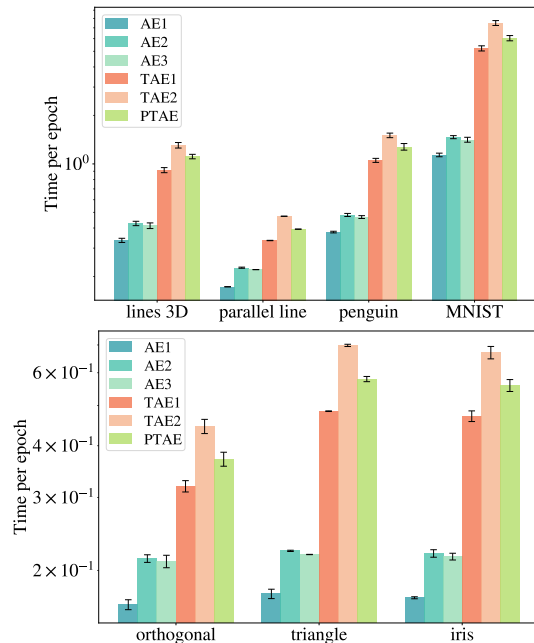 AE1
AE2
AE3
TAE1
TAE2
PTAE
Time per epoch
10⁰
lines 3D parallel line penguin MNIST
AE1
AE2
AE3
TAE1
TAE2
PTAE
Time per epoch
6 × 10⁻¹
4 × 10⁻¹
3 × 10⁻¹
2 × 10⁻¹
orthogonal triangle iris